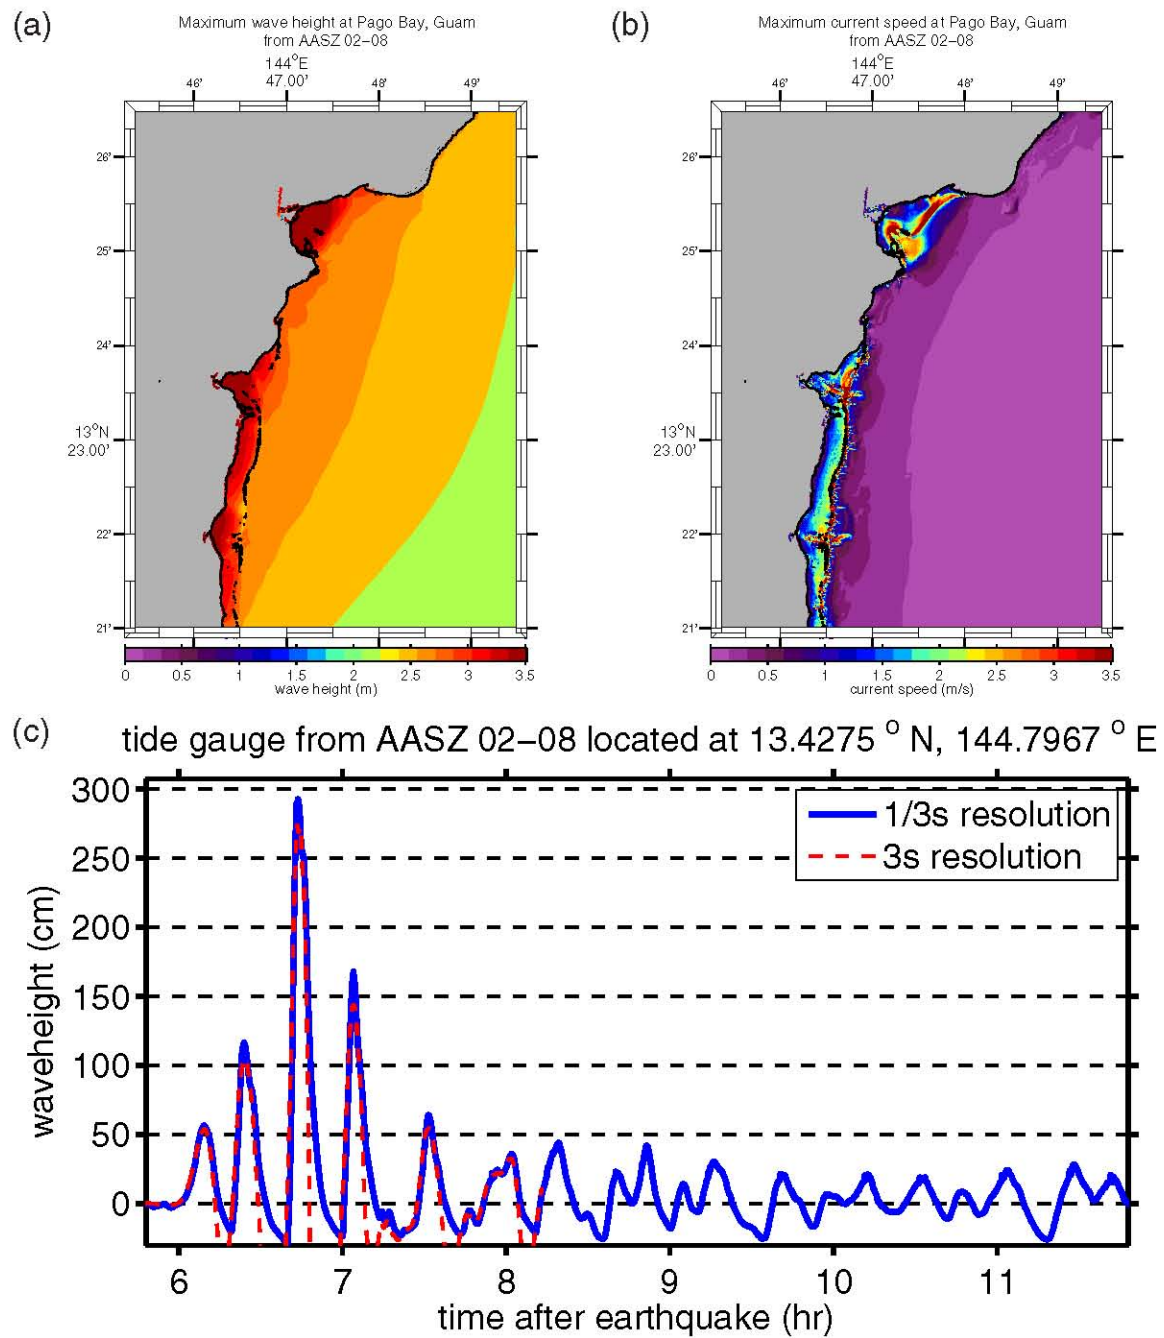 (a)
Maximum wave height at Pago Bay, Guam
from AASZ 02–08
144°E
46' 47.00' 48' 49'
26'
25'
24'
13°N
23.00'
22'
21'
0 0.5 1 1.5 2 2.5 3 3.5
wave height (m)
(b)
Maximum current speed at Pago Bay, Guam
from AASZ 02–08
144°E
46' 47.00' 48' 49'
26'
25'
24'
13°N
23.00'
22'
21'
0 0.5 1 1.5 2 2.5 3 3.5
current speed (m/s)
(c)
tide gauge from AASZ 02–08 located at 13.4275 ° N, 144.7967 ° E
300
250
200
150
100
50
0
waveheight (cm)
1/3s resolution
3s resolution
6 7 8 9 10 11
time after earthquake (hr)